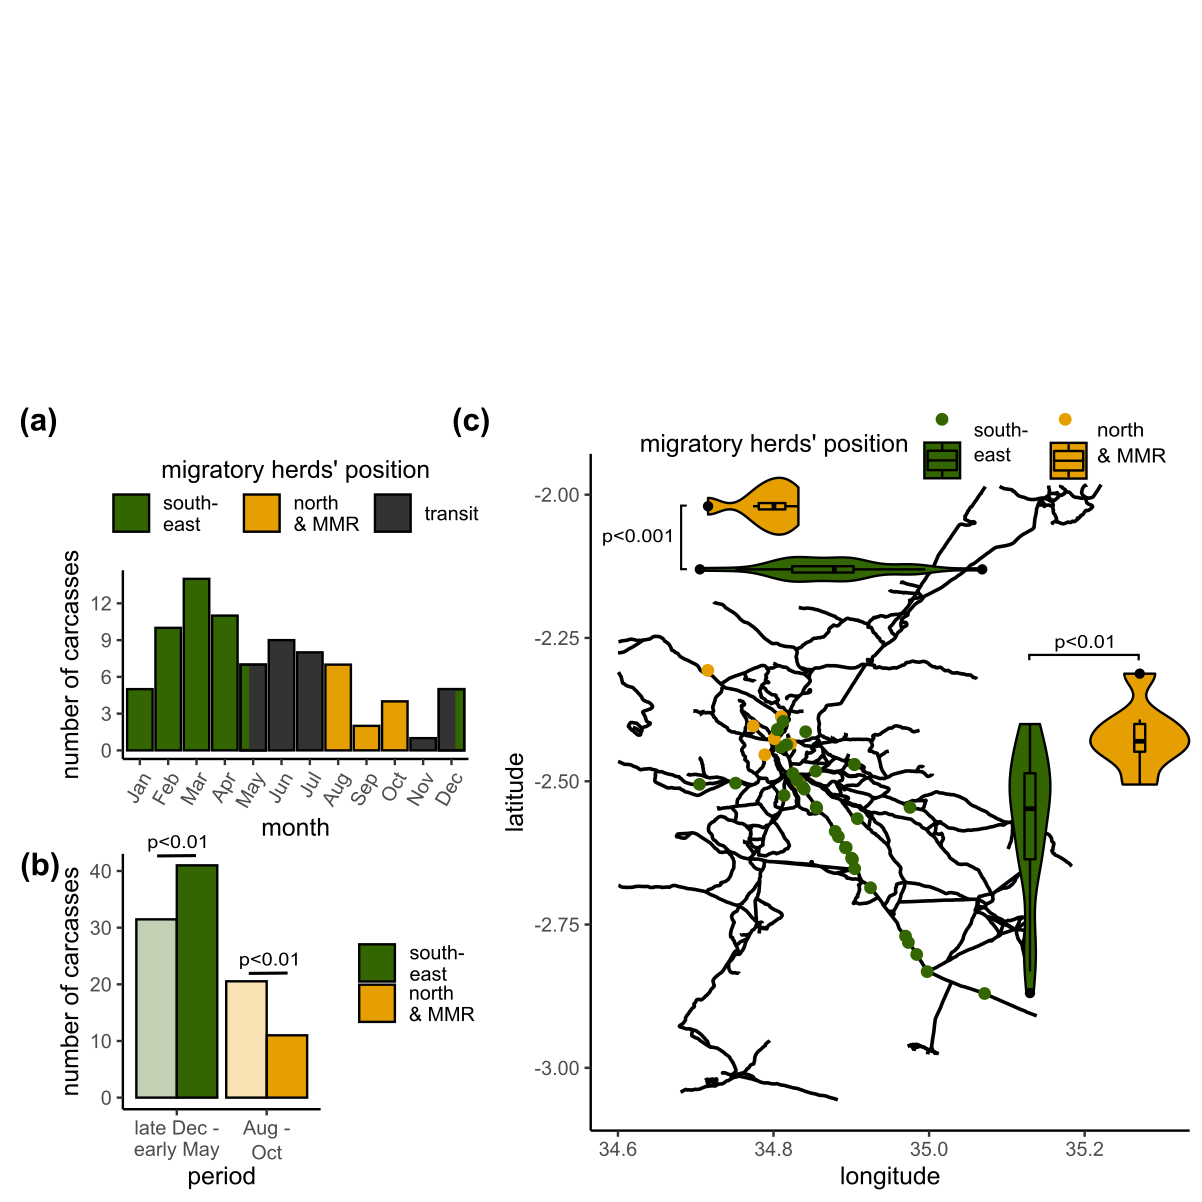 (a)
migratory herds' position
south-
east
north
& MMR
transit
number of carcasses
12
9
6
3
0
Jan
Feb
Mar
Apr
May
Jun
Jul
Aug
Sep
Oct
Nov
Dec
month
(b)
p<0.01
p<0.01
number of carcasses
40
30
20
10
0
late Dec -
early May
Aug -
Oct
period
south-
east
north
& MMR
(c)
migratory herds' position
south-
east
north
& MMR
p<0.001
p<0.01
latitude
-2.00
-2.25
-2.50
-2.75
-3.00
34.6
34.8
35.0
35.2
longitude